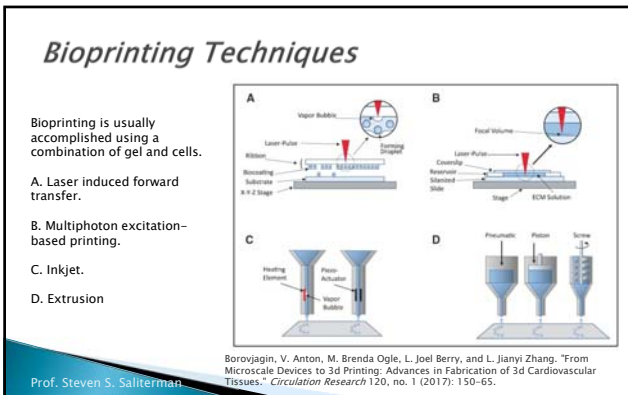 Bioprinting Techniques
Bioprinting is usually
accomplished using a
combination of gel and cells.
A. Laser induced forward
transfer.
B. Multiphoton excitation-
based printing.
C. Inkjet.
D. Extrusion
A
Vapor Bubble
Laser-Pulse
Forming
Droplet
Ribbon
Biocoating
Substrate
X-Y-Z Stage
B
Focal Volume
Laser-Pulse
Coverslip
Reservoir
Silanized
Slide
Stage
ECM Solution
C
Heating
Element
Piezo-
Actuator
Vapor
Bubble
D
Pneumatic
Piston
Screw
Borovjagin, V. Anton, M. Brenda Ogle, L. Joel Berry, and L. Jianyi Zhang. "From
Microscale Devices to 3d Printing: Advances in Fabrication of 3d Cardiovascular
Tissues." Circulation Research 120, no. 1 (2017): 150-65.
Prof. Steven S. Saliterman